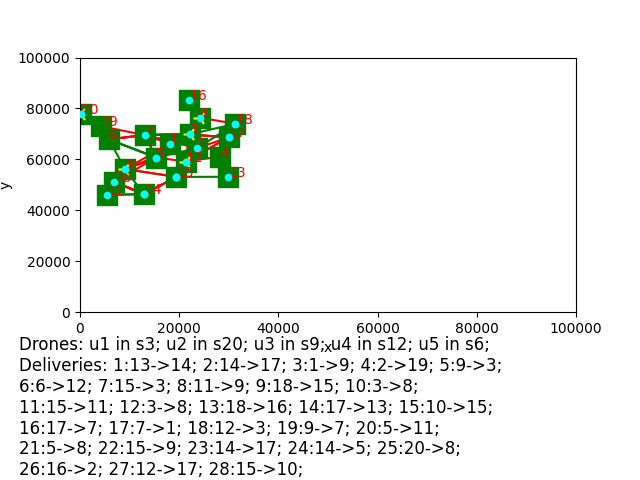 100000
80000
60000
40000
20000
0
y
0 20000 40000 60000 80000 100000
x
Drones: u1 in s3; u2 in s20; u3 in s9; u4 in s12; u5 in s6;
Deliveries: 1:13->14; 2:14->17; 3:1->9; 4:2->19; 5:9->3;
6:6->12; 7:15->3; 8:11->9; 9:18->15; 10:3->8;
11:15->11; 12:3->8; 13:18->16; 14:17->13; 15:10->15;
16:17->7; 17:7->1; 18:12->3; 19:9->7; 20:5->11;
21:5->8; 22:15->9; 23:14->17; 24:14->5; 25:20->8;
26:16->2; 27:12->17; 28:15->10;